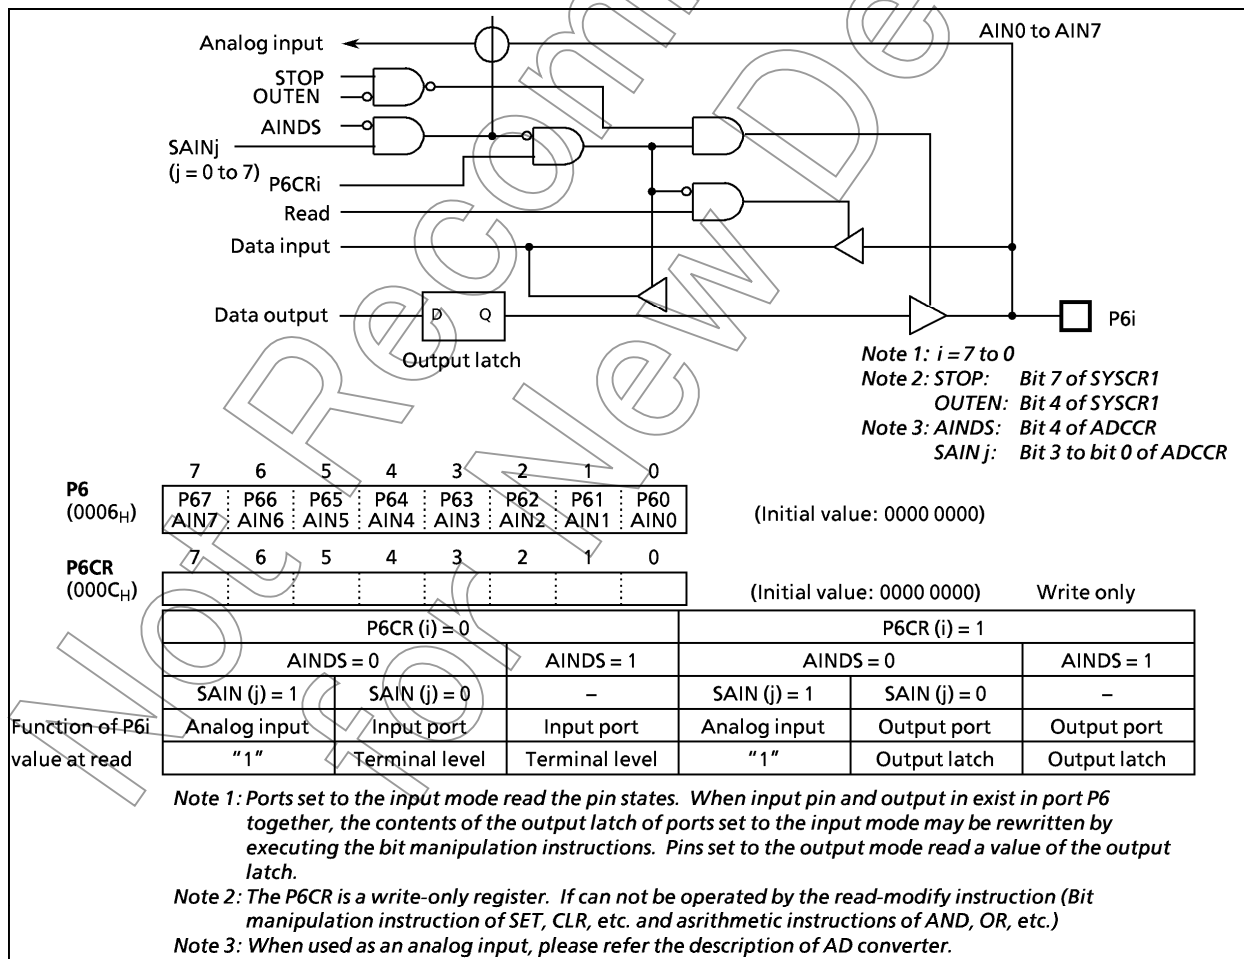 Analog input
AIN0 to AIN7
STOP
OUTEN
AINDS
SAINj
(j = 0 to 7)
P6CRi
Read
Data input
Data output
D Q
Output latch
P6i
Note 1: i = 7 to 0
Note 2: STOP: Bit 7 of SYSCR1
OUTEN: Bit 4 of SYSCR1
Note 3: AINDS: Bit 4 of ADCCR
SAIN j: Bit 3 to bit 0 of ADCCR
7 6 5 4 3 2 1 0
P6
(0006H)
P67 P66 P65 P64 P63 P62 P61 P60
AIN7 AIN6 AIN5 AIN4 AIN3 AIN2 AIN1 AIN0
(Initial value: 0000 0000)
7 6 5 4 3 2 1 0
P6CR
(000CH)
(Initial value: 0000 0000) Write only
P6CR (i) = 0 P6CR (i) = 1
AINDS = 0 AINDS = 1 AINDS = 0 AINDS = 1
SAIN (j) = 1 SAIN (j) = 0 – SAIN (j) = 1 SAIN (j) = 0 –
Function of P6i Analog input Input port Input port Analog input Output port Output port
value at read "1" Terminal level Terminal level "1" Output latch Output latch
Note 1: Ports set to the input mode read the pin states. When input pin and output in exist in port P6
together, the contents of the output latch of ports set to the input mode may be rewritten by
executing the bit manipulation instructions. Pins set to the output mode read a value of the output
latch.
Note 2: The P6CR is a write-only register. If can not be operated by the read-modify instruction (Bit
manipulation instruction of SET, CLR, etc. and asrithmetic instructions of AND, OR, etc.)
Note 3: When used as an analog input, please refer the description of AD converter.
Not Recom
for New De